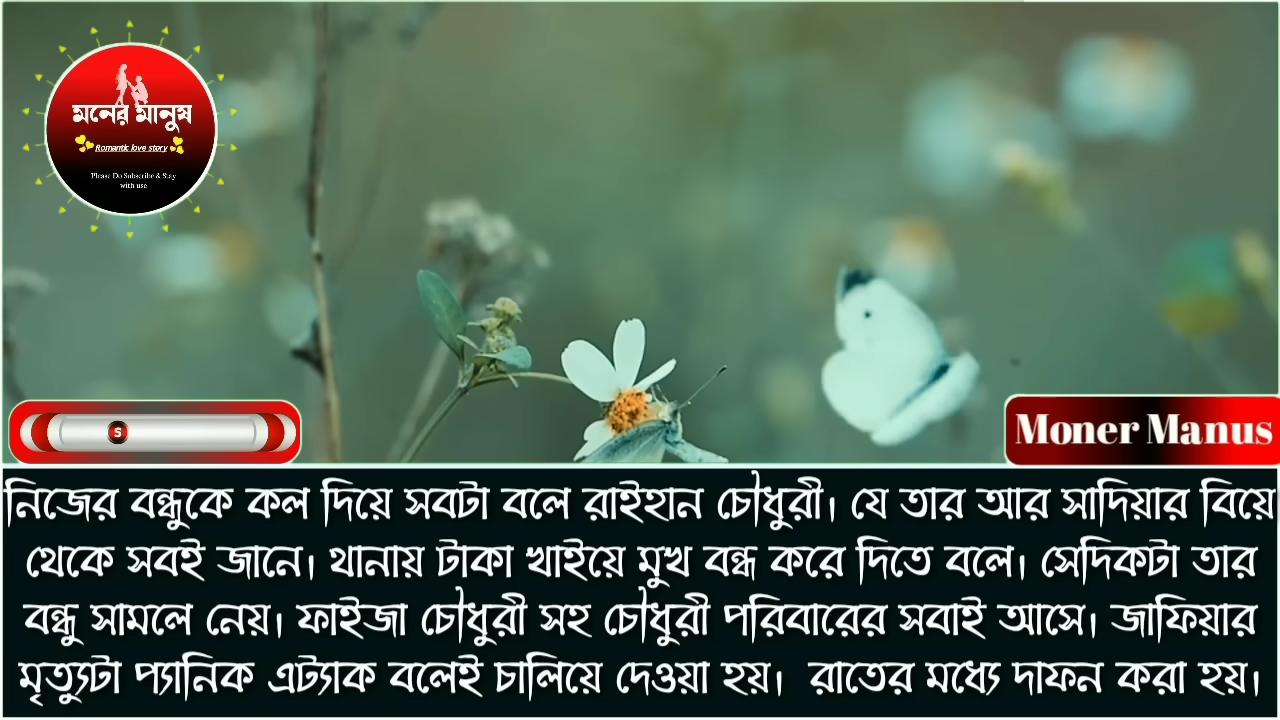 মনের মানুষ
Romantic love story
Please Do Subscribe & Stay
with use
S
Moner Manus
নিজের বন্ধুকে কল দিয়ে সবটা বলে রাইহান চৌধুরী। যে তার আর সাদিয়ার বিয়ে
থেকে সবই জানে। থানায় টাকা খাইয়ে মুখ বন্ধ করে দিতে বলে। সেদিকটা তার
বন্ধু সামলে নেয়। ফাইজা চৌধুরী সহ চৌধুরী পরিবারের সবাই আসে। জাফিয়ার
মৃত্যুটা প্যানিক এট্যাক বলেই চালিয়ে দেওয়া হয়। রাতের মধ্যে দাফন করা হয়।